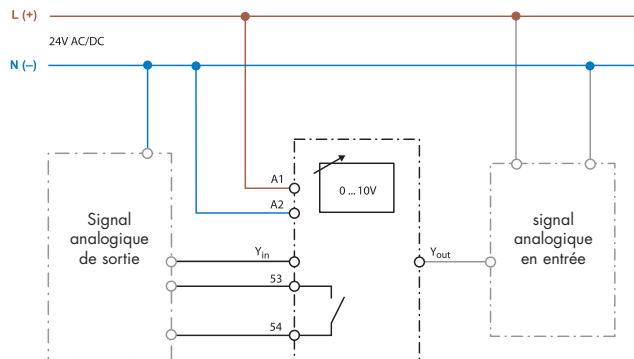 L (+)
24V AC/DC
N (–)
A1
0 ... 10V
A2
Signal
analogique
de sortie
signal
analogique
en entrée
Yin
Yout
53
54